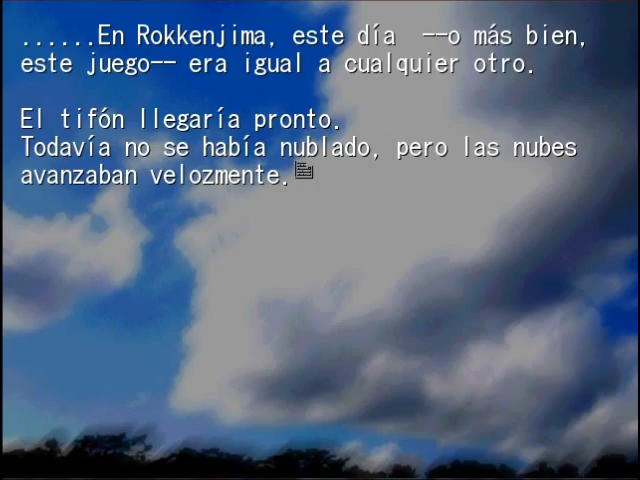 ......En Rokkenjima, este día --o más bien,
este juego-- era igual a cualquier otro.
El tifón llegaría pronto.
Todavía no se había nublado, pero las nubes
avanzaban velozmente.